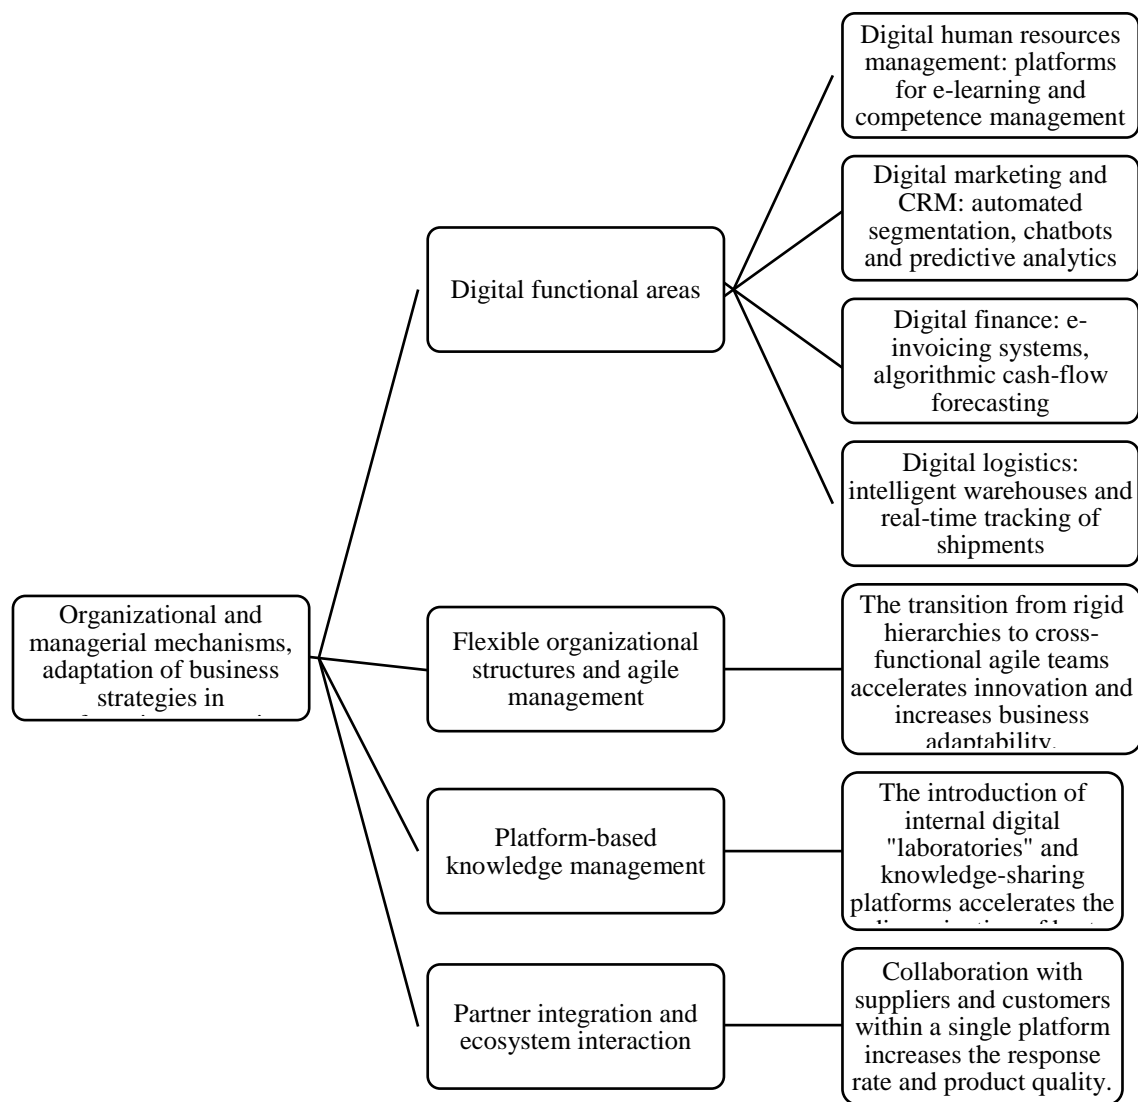 Digital human resources
management: platforms
for e-learning and
competence management
Digital marketing and
CRM: automated
segmentation, chatbots
and predictive analytics
Digital functional areas
Digital finance: e-
invoicing systems,
algorithmic cash-flow
forecasting
Digital logistics:
intelligent warehouses and
real-time tracking of
shipments
Organizational and
managerial mechanisms,
adaptation of business
strategies in
Flexible organizational
structures and agile
management
The transition from rigid
hierarchies to cross-
functional agile teams
accelerates innovation and
increases business
adaptability.
Platform-based
knowledge management
The introduction of
internal digital
"laboratories" and
knowledge-sharing
platforms accelerates the
Partner integration and
ecosystem interaction
Collaboration with
suppliers and customers
within a single platform
increases the response
rate and product quality.